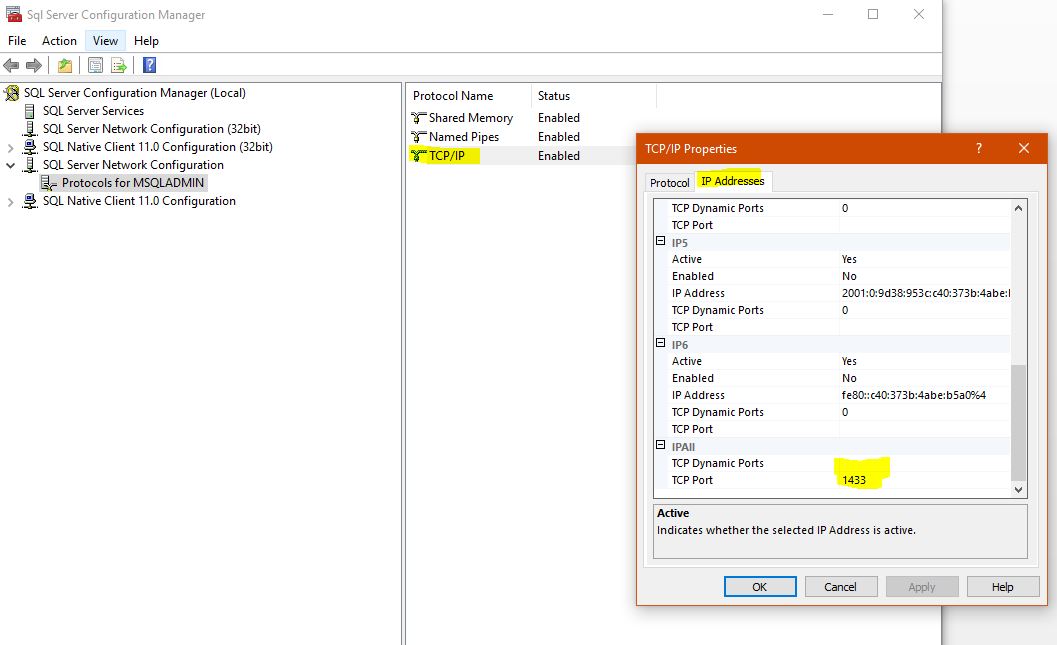 Sql Server Configuration Manager
File Action View Help
SQL Server Configuration Manager (Local)
SQL Server Services
SQL Server Network Configuration (32bit)
SQL Native Client 11.0 Configuration (32bit)
SQL Server Network Configuration
Protocols for MSQLADMIN
SQL Native Client 11.0 Configuration
Protocol Name Status
Shared Memory Enabled
Named Pipes Enabled
TCP/IP Enabled
TCP/IP Properties
Protocol IP Addresses
TCP Dynamic Ports 0
TCP Port
IP5
Active Yes
Enabled No
IP Address 2001:0:9d38:953c:c40:373b:4abe:
TCP Dynamic Ports 0
TCP Port
IP6
Active Yes
Enabled No
IP Address fe80::c40:373b:4abe:b5a0%4
TCP Dynamic Ports 0
TCP Port
IPAll
TCP Dynamic Ports
TCP Port 1433
Active
Indicates whether the selected IP Address is active.
OK Cancel Apply Help